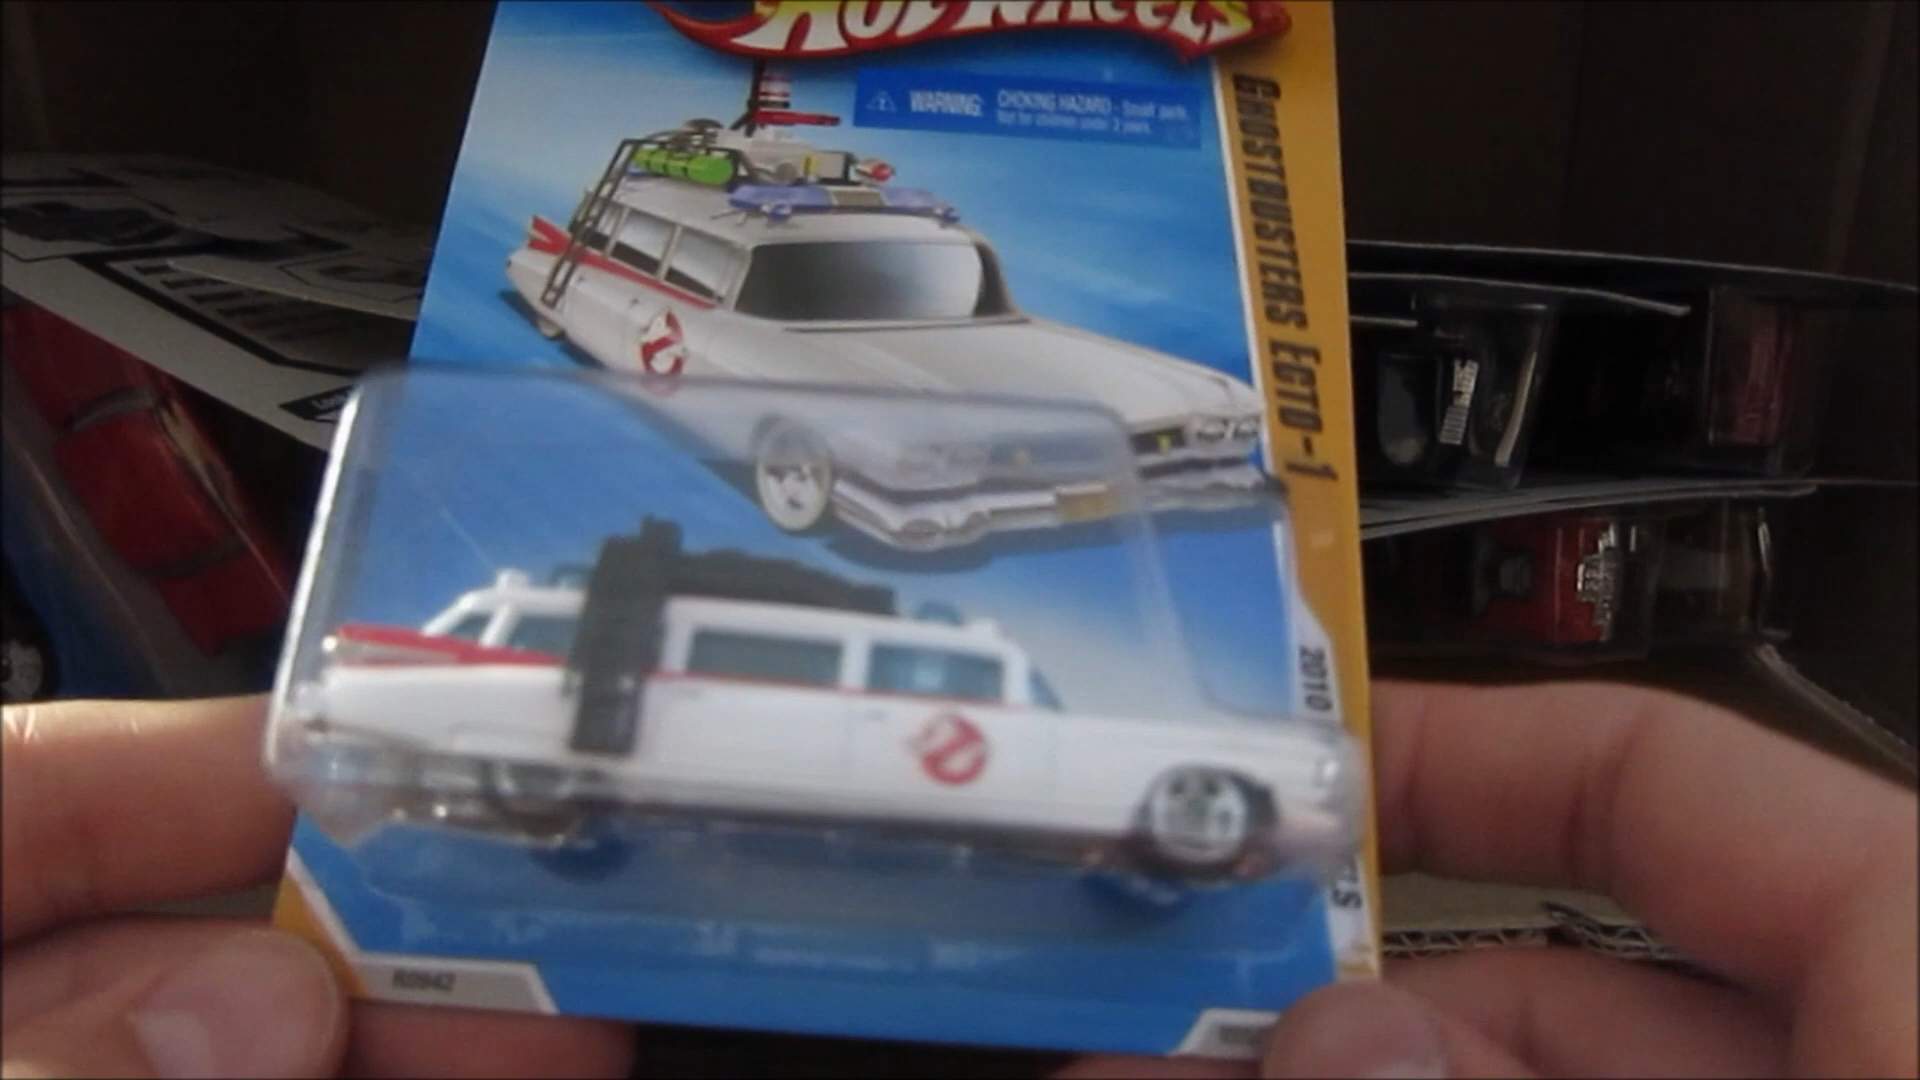 HOT WHEELS
WARNING: CHOKING HAZARD - Small parts.
Not for children under 3 years.
GHOSTBUSTERS ECTO-1
2010
R0942